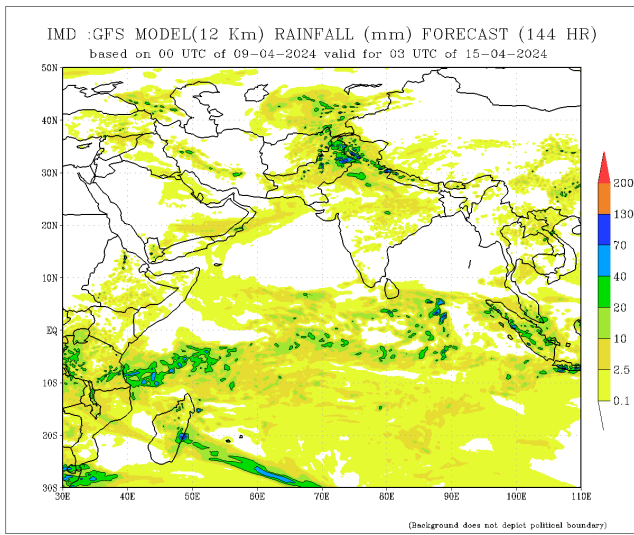 IMD :GFS MODEL(12 Km) RAINFALL (mm) FORECAST (144 HR)
based on 00 UTC of 09-04-2024 valid for 03 UTC of 15-04-2024
50N
40N
30N
20N
10N
EQ
10S
20S
30S
30E 40E 50E 60E 70E 80E 90E 100E 110E
200
130
70
40
20
10
2.5
0.1
(Background does not depict political boundary)